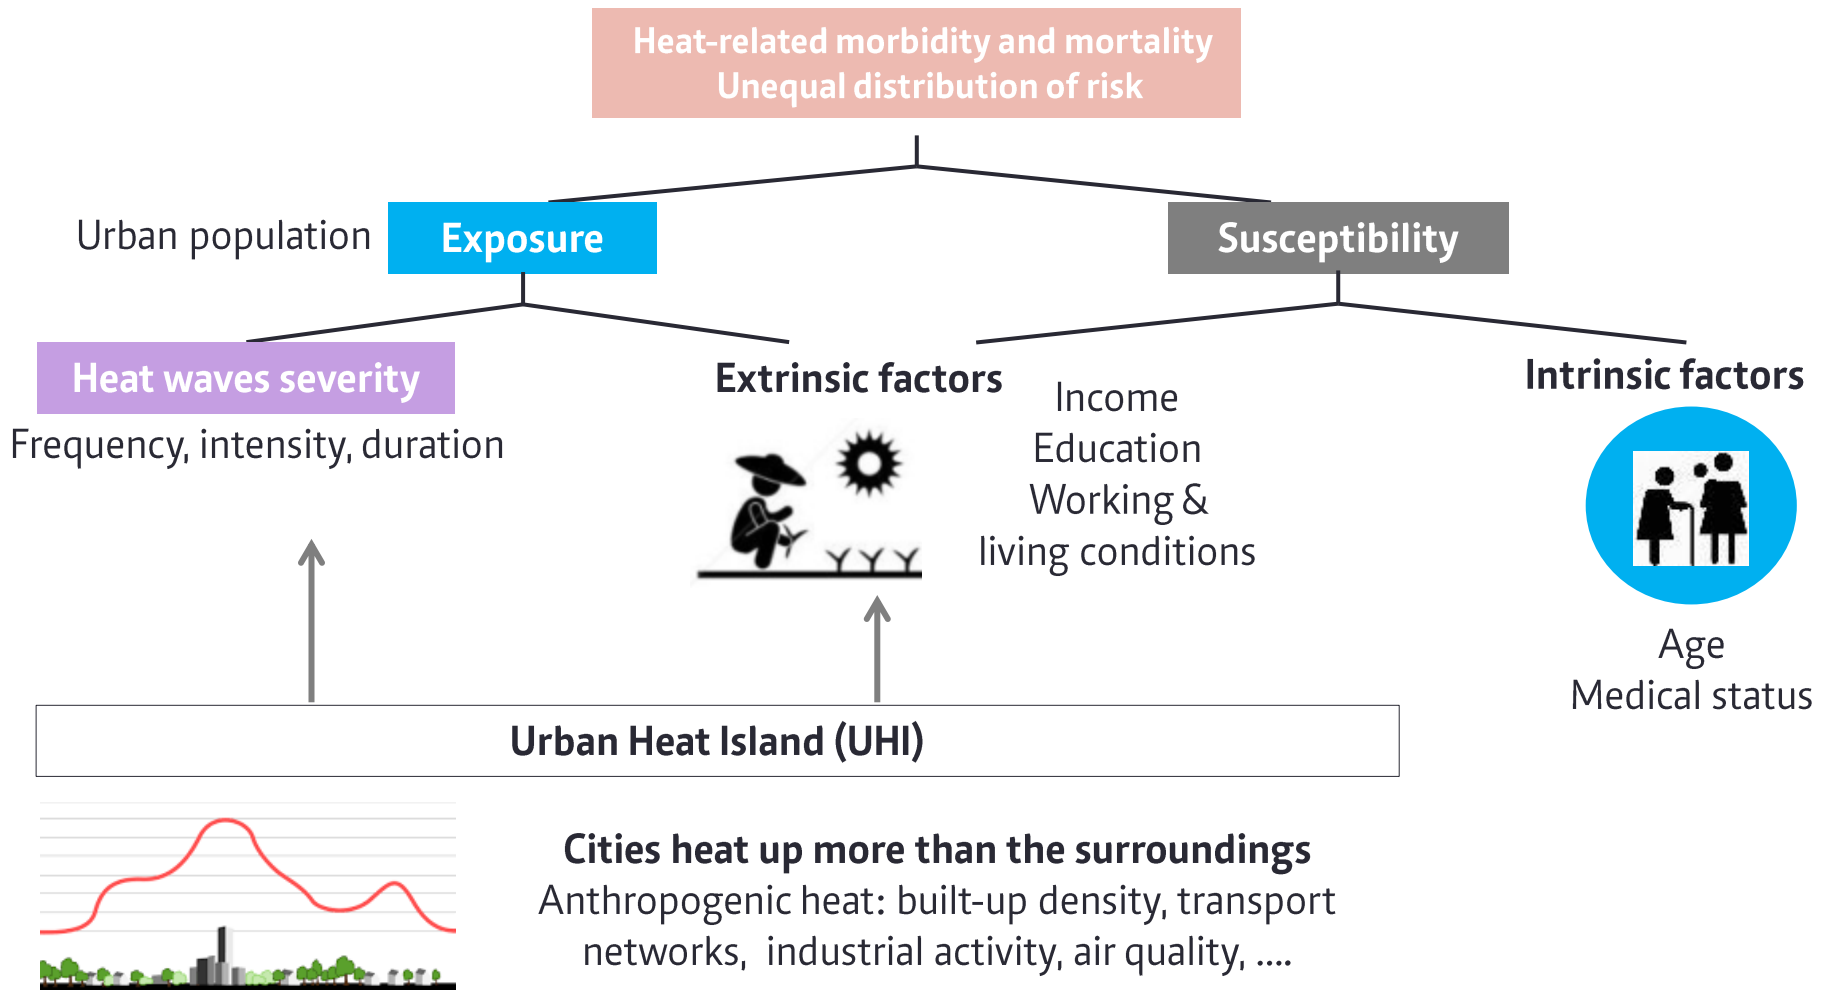 Heat-related morbidity and mortality
Unequal distribution of risk
Urban population
Exposure
Susceptibility
Heat waves severity
Frequency, intensity, duration
Extrinsic factors
Income
Education
Working &
living conditions
Intrinsic factors
Age
Medical status
Urban Heat Island (UHI)
Cities heat up more than the surroundings
Anthropogenic heat: built-up density, transport
networks, industrial activity, air quality, ....